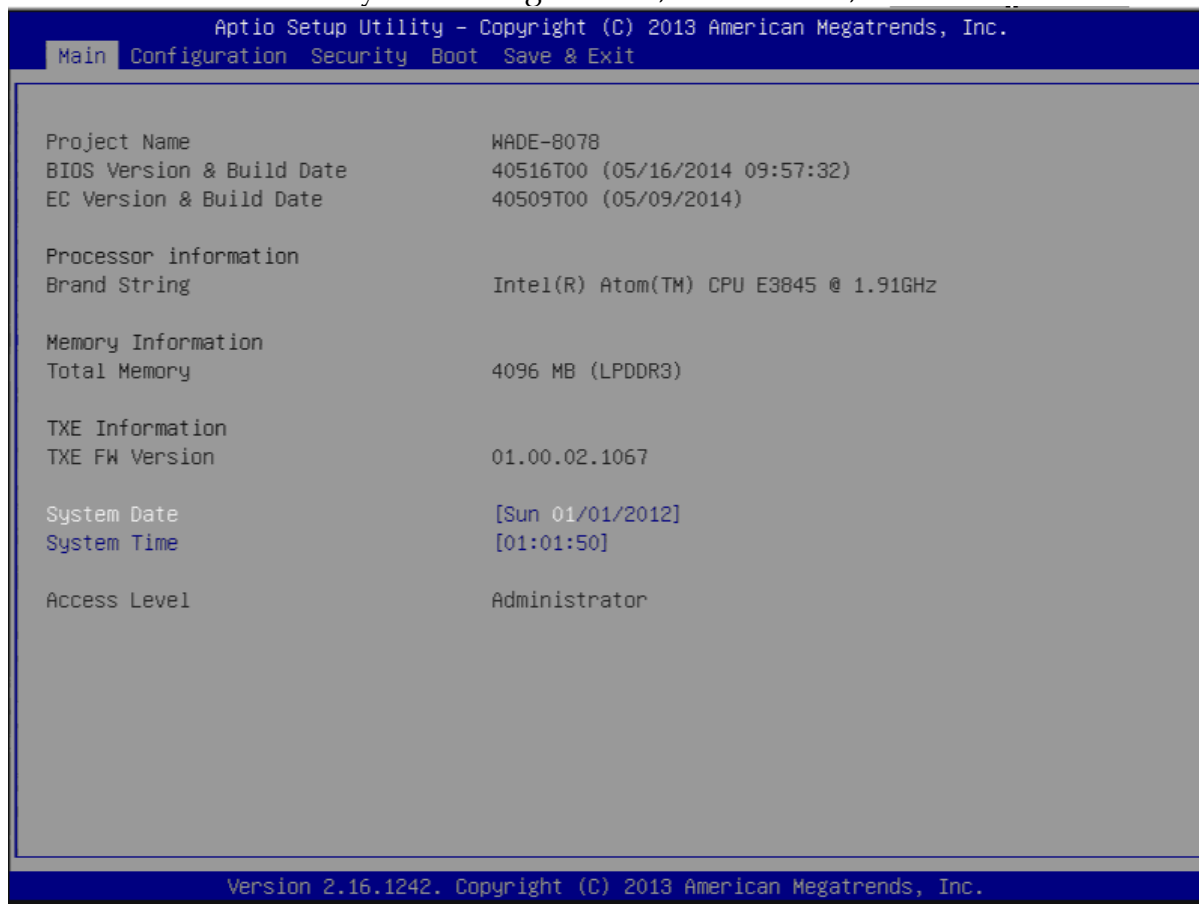 Aptio Setup Utility – Copyright (C) 2013 American Megatrends, Inc.
Main Configuration Security Boot Save & Exit
Project Name WADE-8078
BIOS Version & Build Date 40516T00 (05/16/2014 09:57:32)
EC Version & Build Date 40509T00 (05/09/2014)
Processor information
Brand String Intel(R) Atom(TM) CPU E3845 @ 1.91GHz
Memory Information
Total Memory 4096 MB (LPDDR3)
TXE Information
TXE FW Version 01.00.02.1067
System Date [Sun 01/01/2012]
System Time [01:01:50]
Access Level Administrator
Version 2.16.1242. Copyright (C) 2013 American Megatrends, Inc.